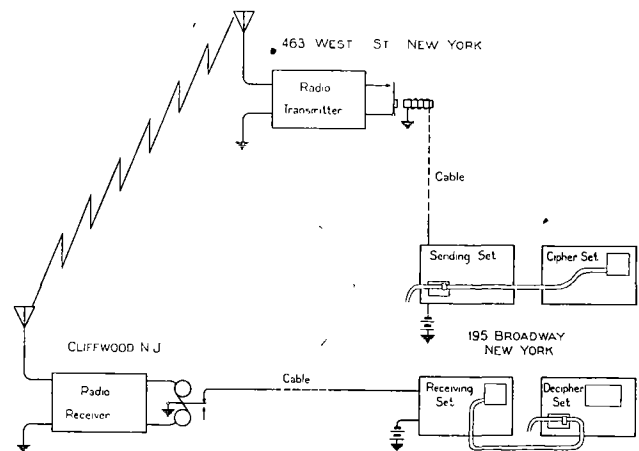 463 WEST ST NEW YORK
Radio
Transmitter
Cable
Sending Set
Cipher Set
195 BROADWAY
NEW YORK
CLIFFWOOD N J
Cable
Radio
Receiver
Receiving
Set
Decipher
Set